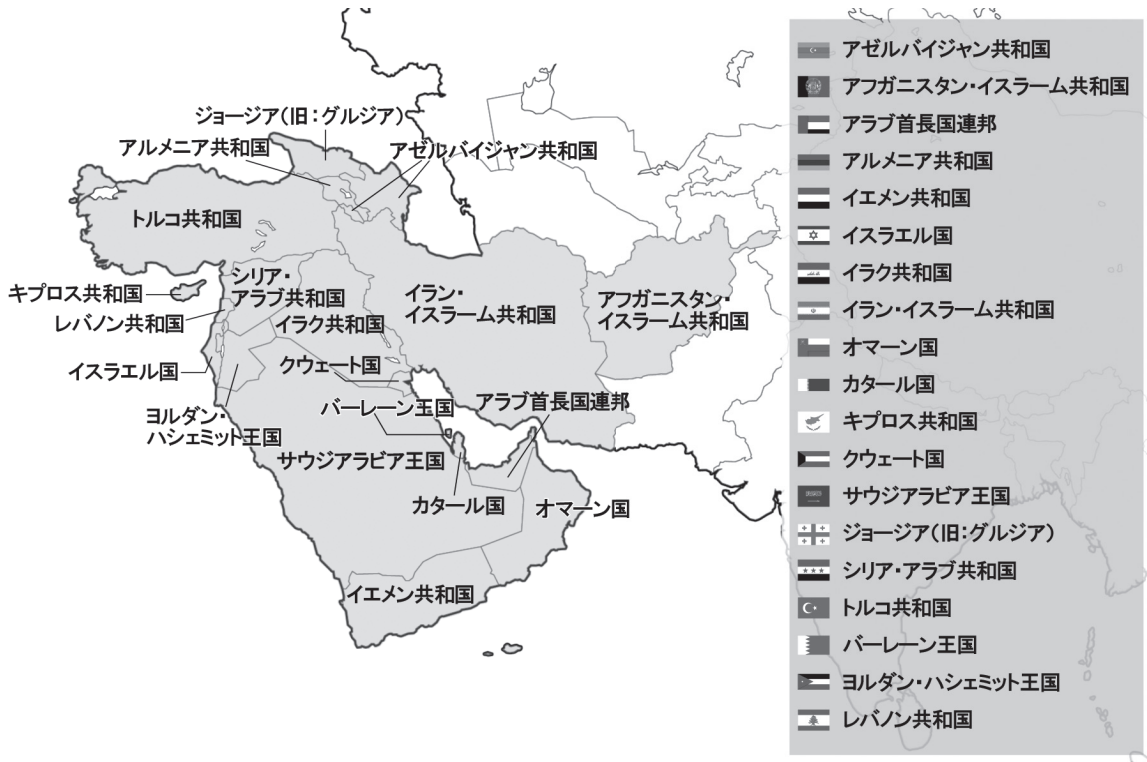 ジョージア(旧:グルジア)
アルメニア共和国
アゼルバイジャン共和国
トルコ共和国
キプロス共和国
シリア・
アラブ共和国
レバノン共和国
イラク共和国
イラン・
イスラーム共和国
アフガニスタン・
イスラーム共和国
イスラエル国
クウェート国
ヨルダン・
ハシェミット王国
バーレーン王国
アラブ首長国連邦
サウジアラビア王国
カタール国
オマーン国
イエメン共和国
アゼルバイジャン共和国
アフガニスタン・イスラーム共和国
アラブ首長国連邦
アルメニア共和国
イエメン共和国
イスラエル国
イラク共和国
イラン・イスラーム共和国
オマーン国
カタール国
キプロス共和国
クウェート国
サウジアラビア王国
ジョージア(旧:グルジア)
シリア・アラブ共和国
トルコ共和国
バーレーン王国
ヨルダン・ハシェミット王国
レバノン共和国